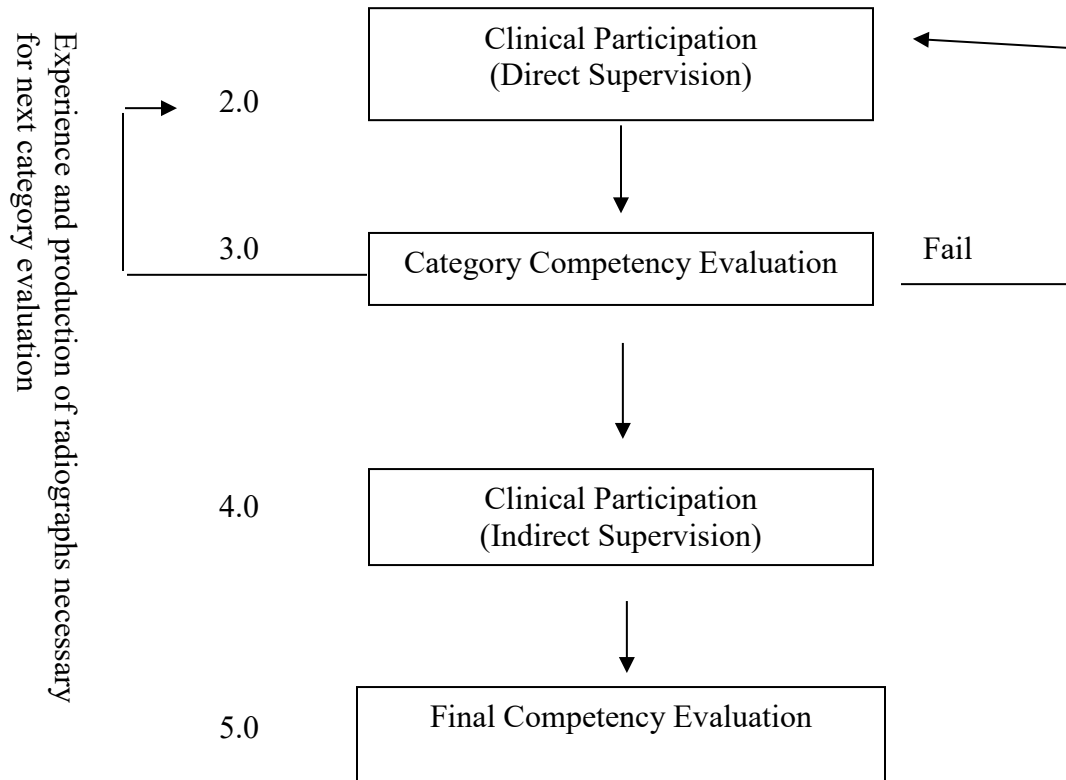 Experience and production of radiographs necessary
for next category evaluation
2.0
Clinical Participation
(Direct Supervision)
3.0
Category Competency Evaluation
Fail
4.0
Clinical Participation
(Indirect Supervision)
5.0
Final Competency Evaluation